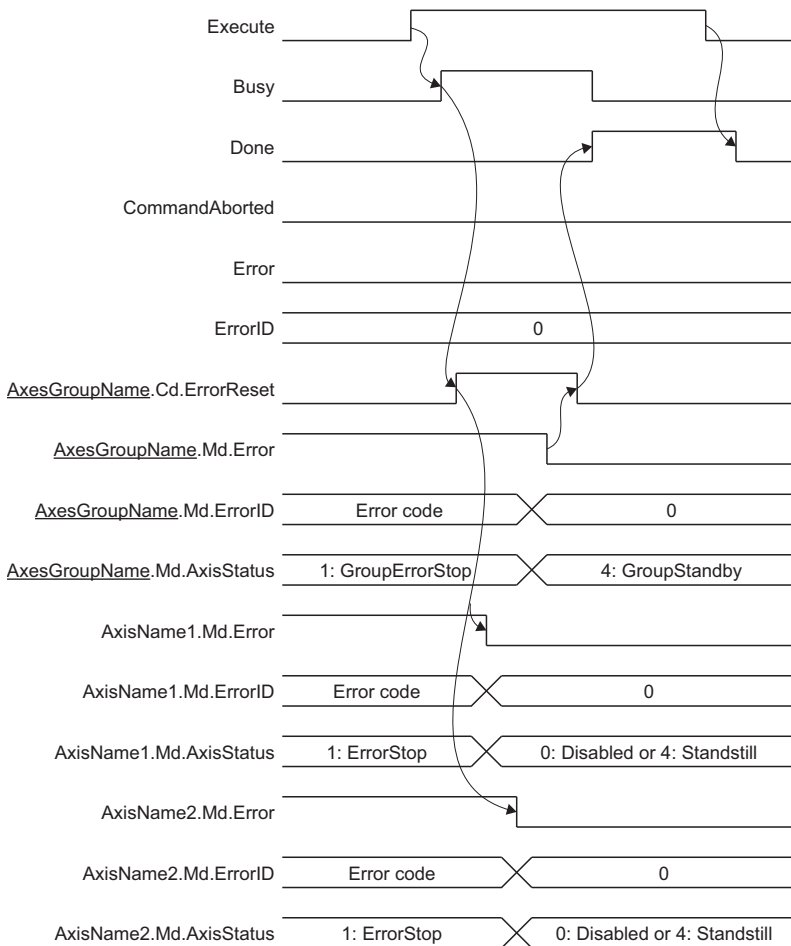 Execute
Busy
Done
CommandAborted
Error
ErrorID 0
AxesGroupName.Cd.ErrorReset
AxesGroupName.Md.Error
AxesGroupName.Md.ErrorID Error code 0
AxesGroupName.Md.AxisStatus 1: GroupErrorStop 4: GroupStandby
AxisName1.Md.Error
AxisName1.Md.ErrorID Error code 0
AxisName1.Md.AxisStatus 1: ErrorStop 0: Disabled or 4: Standstill
AxisName2.Md.Error
AxisName2.Md.ErrorID Error code 0
AxisName2.Md.AxisStatus 1: ErrorStop 0: Disabled or 4: Standstill